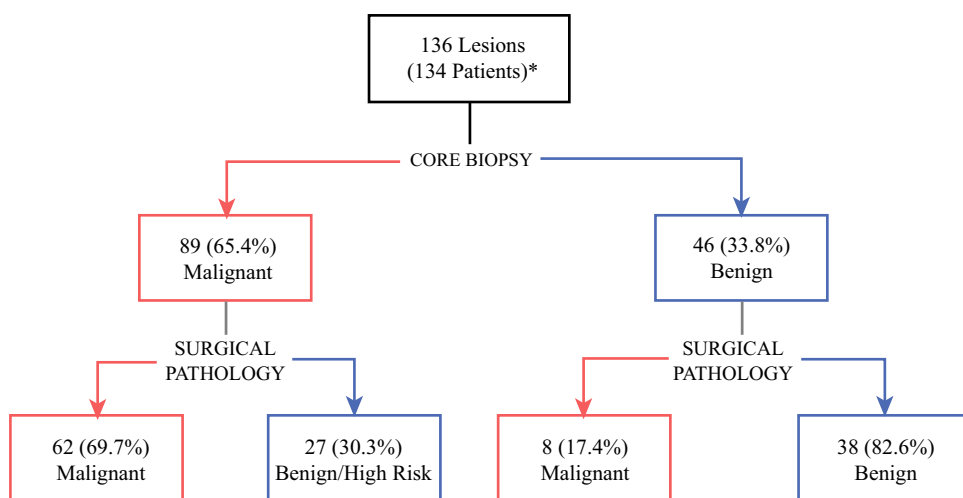 136 Lesions
(134 Patients)*
CORE BIOPSY
89 (65.4%)
Malignant
46 (33.8%)
Benign
SURGICAL
PATHOLOGY
SURGICAL
PATHOLOGY
62 (69.7%)
Malignant
27 (30.3%)
Benign/High Risk
8 (17.4%)
Malignant
38 (82.6%)
Benign